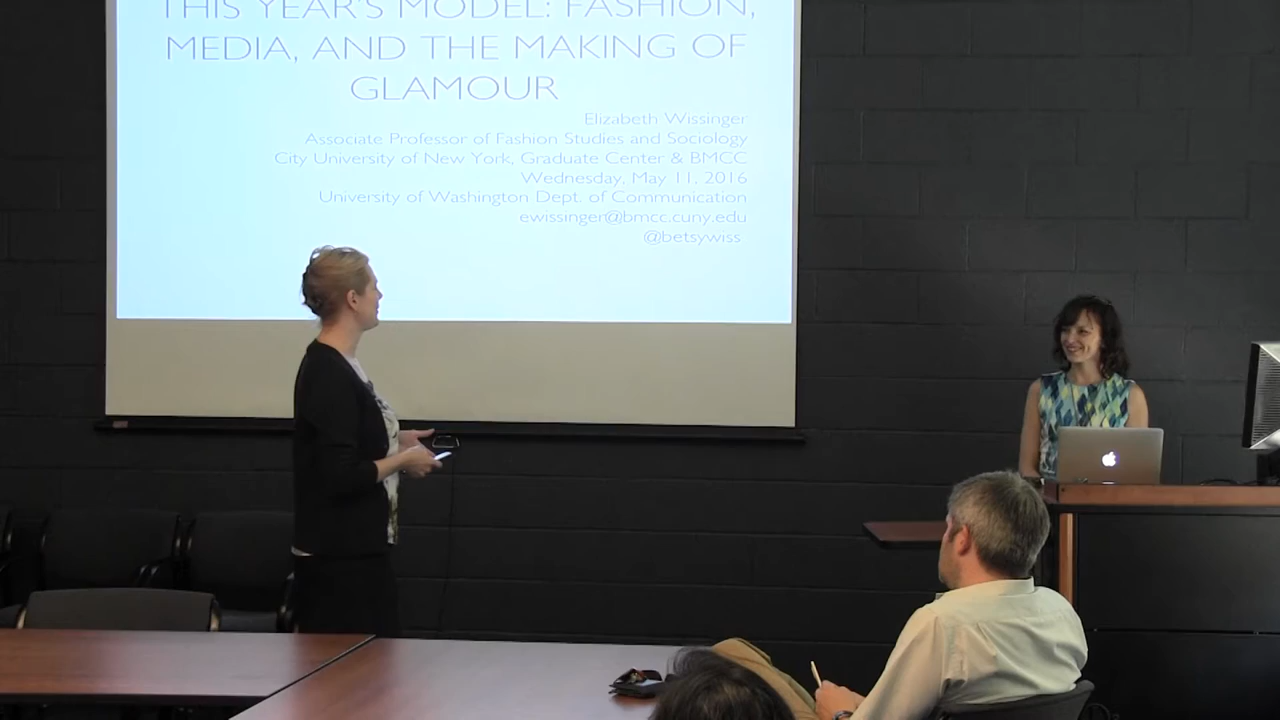 THIS YEAR'S MODEL: FASHION,
MEDIA, AND THE MAKING OF
GLAMOUR
Elizabeth Wissinger
Associate Professor of Fashion Studies and Sociology
City University of New York, Graduate Center & BMCC
Wednesday, May 11, 2016
University of Washington Dept. of Communication
ewissinger@bmcc.cuny.edu
@betsywiss